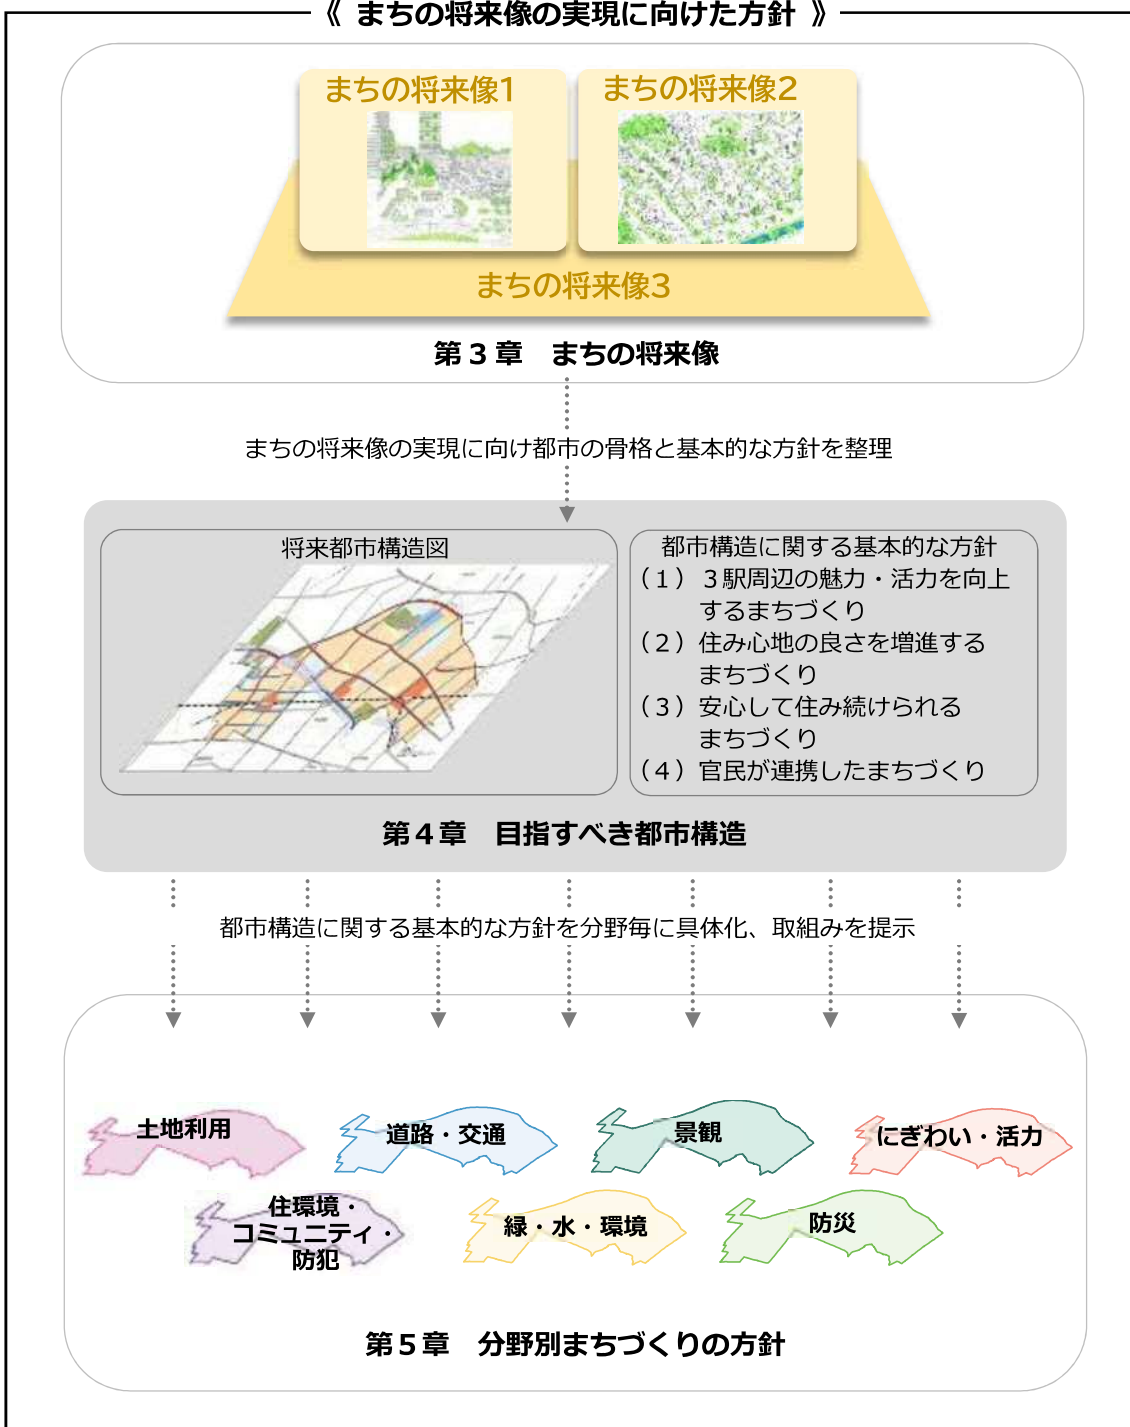 《 まちの将来像の実現に向けた方針 》
まちの将来像1
まちの将来像2
まちの将来像3
第３章　まちの将来像
まちの将来像の実現に向け都市の骨格と基本的な方針を整理
将来都市構造図
都市構造に関する基本的な方針
（１）３駅周辺の魅力・活力を向上
するまちづくり
（２）住み心地の良さを増進する
まちづくり
（３）安心して住み続けられる
まちづくり
（４）官民が連携したまちづくり
第４章　目指すべき都市構造
都市構造に関する基本的な方針を分野毎に具体化、取組みを提示
土地利用
道路・交通
景観
にぎわい・活力
住環境・
コミュニティ・
防犯
緑・水・環境
防災
第５章　分野別まちづくりの方針